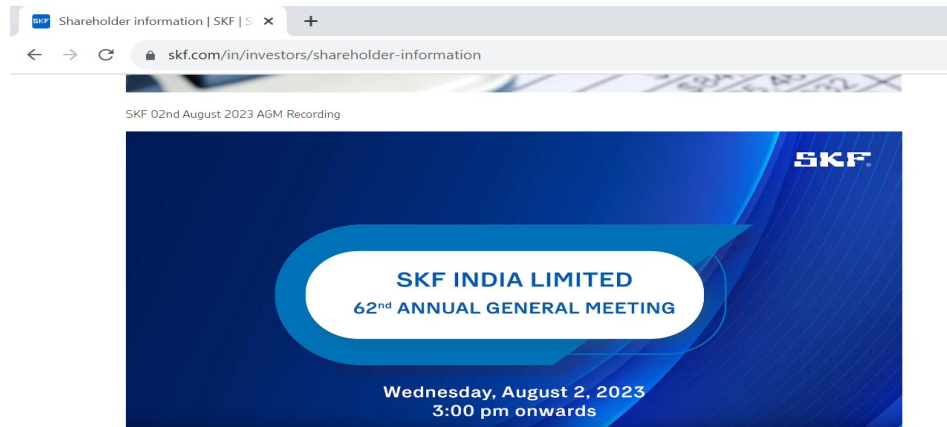 SKF Shareholder information | SKF | S
skf.com/in/investors/shareholder-information
SKF 02nd August 2023 AGM Recording
SKF
SKF INDIA LIMITED
62nd ANNUAL GENERAL MEETING
Wednesday, August 2, 2023
3:00 pm onwards